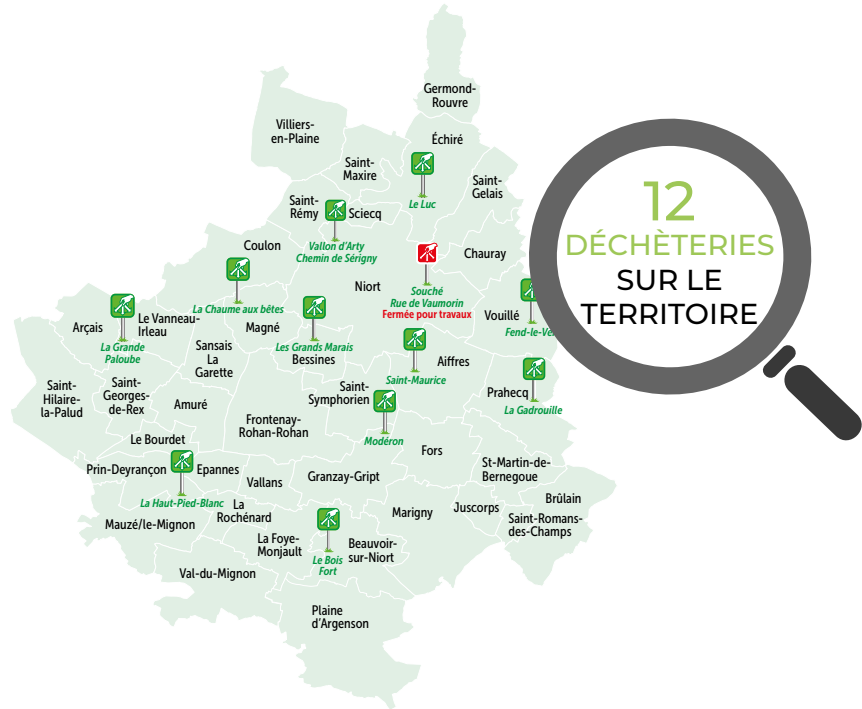 Germond-
Rouvre
Villiers-
en-Plaine
Échiré
Saint-
Maxire
Saint-
Gelais
Le Luc
Saint-
Rémy
Sciecq
Vallon d'Arty
Chemin de Sérigny
Coulon
Chauray
Niort
Souché
Rue de Vaumorin
Fermée pour travaux
La Chaume aux bêtes
Vouillé
Fend-le-Ve
Arçais
Le Vanneau-
Irleau
Magné
La Grande
Paloube
Sansais
La
Garette
Les Grands Marais
Bessines
Aiffres
Saint-Maurice
Saint-
Hilaire-
la-Palud
Saint-
Georges-
de-Rex
Amuré
Saint-
Symphorien
Prahecq
La Gadrouille
Frontenay-
Rohan-Rohan
Modéron
Le Bourdet
Fors
Prin-Deyrançon
Epannes
Vallans
Granzay-Gript
St-Martin-de-
Bernegoue
La Haut-Pied-Blanc
La
Rochénard
Mauzé/le-Mignon
Marigny
Juscorps
Brûlain
Saint-Romans-
des-Champs
La Foye-
Monjault
Le Bois
Fort
Beauvoir-
sur-Niort
Val-du-Mignon
Plaine
d'Argenson
12
DÉCHÈTERIES
SUR LE
TERRITOIRE